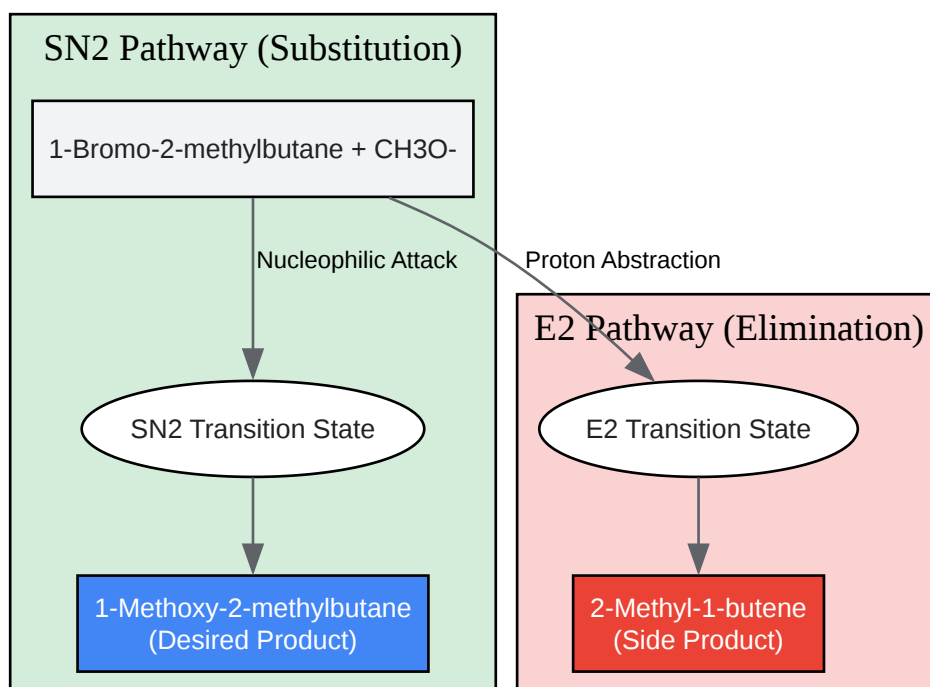 SN2 Pathway (Substitution)
1-Bromo-2-methylbutane + CH3O-
Nucleophilic Attack
Proton Abstraction
E2 Pathway (Elimination)
SN2 Transition State
E2 Transition State
1-Methoxy-2-methylbutane
(Desired Product)
2-Methyl-1-butene
(Side Product)